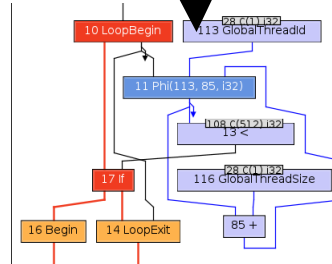 10 LoopBegin
28 C(1) i32
113 GlobalThreadId
11 Phi(113, 85, i32)
108 C(512) i32
13 <
17 If
28 C(1) i32
116 GlobalThreadSize
16 Begin
14 LoopExit
85 +